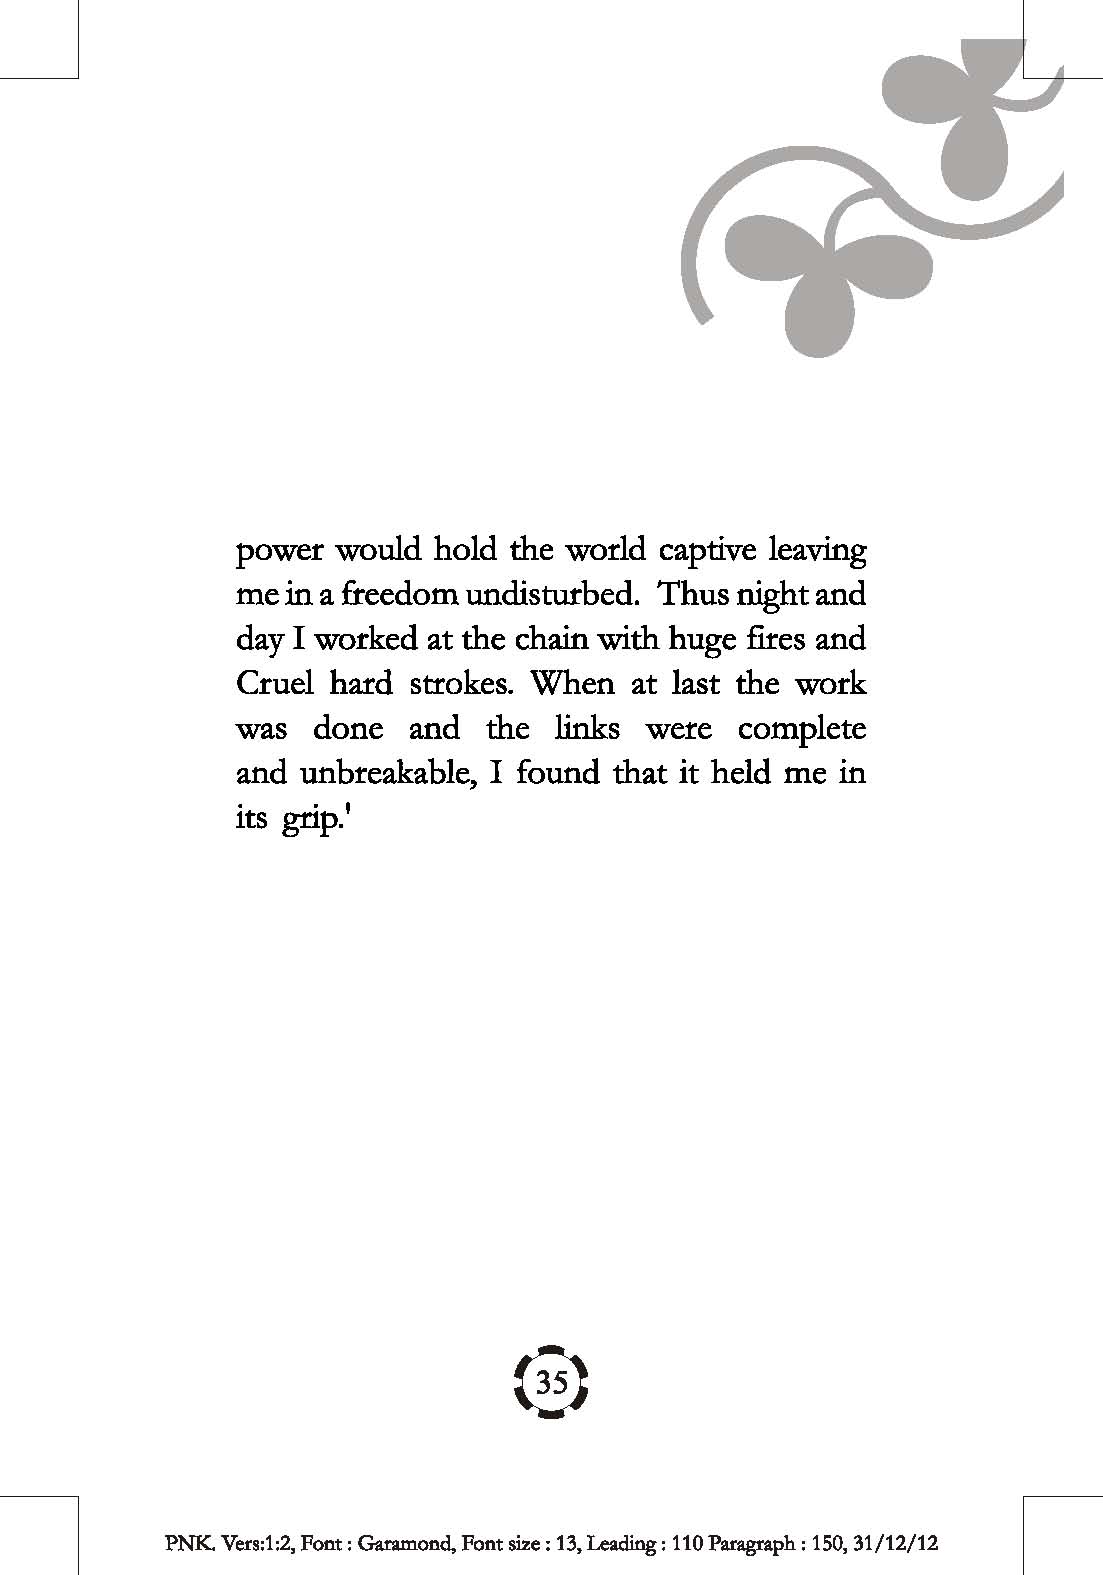 power would hold the world captive leaving
me in a freedom undisturbed. Thus night and
day I worked at the chain with huge fires and
Cruel hard strokes. When at last the work
was done and the links were complete
and unbreakable, I found that it held me in
its grip.'
35
PNK. Vers:1:2, Font : Garamond, Font size : 13, Leading : 110 Paragraph : 150, 31/12/12